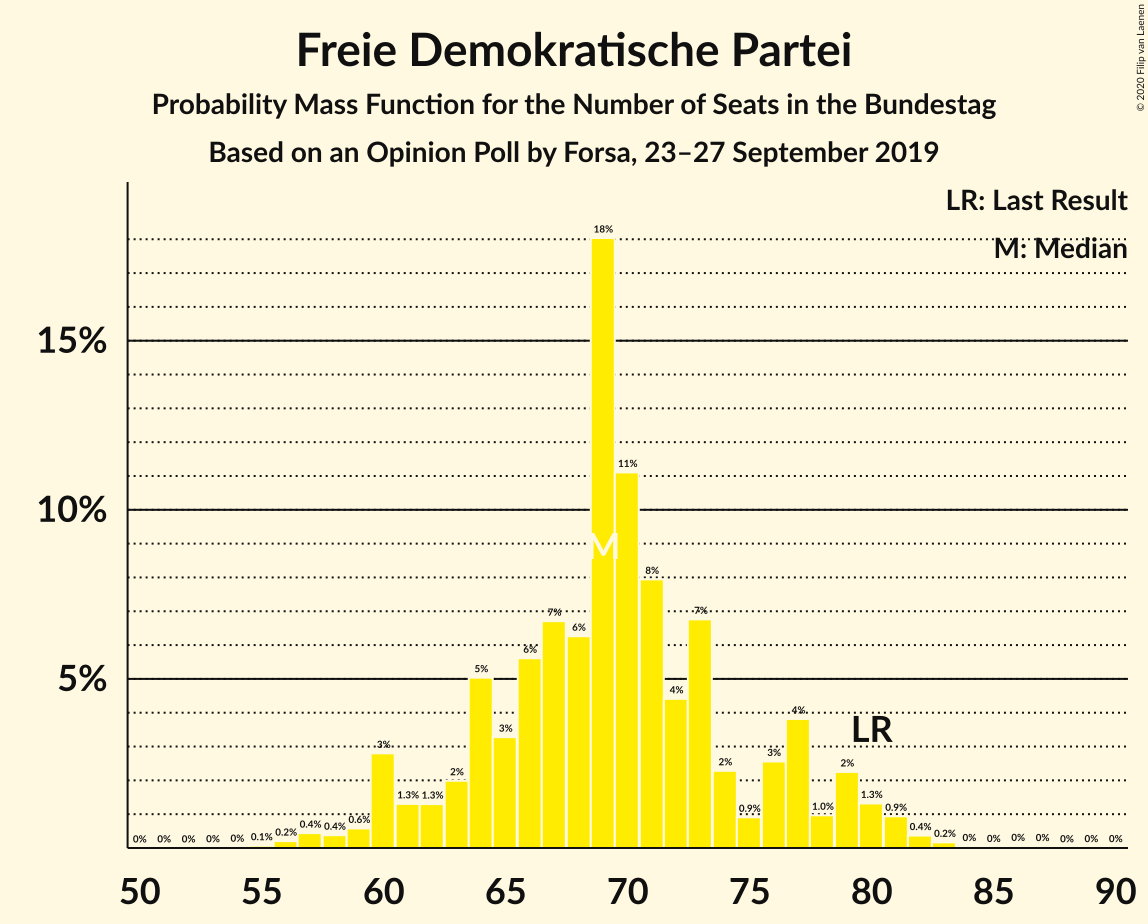 Freie Demokratische Partei
Probability Mass Function for the Number of Seats in the Bundestag
Based on an Opinion Poll by Forsa, 23–27 September 2019
© 2020 Filip van Laenen
LR: Last Result
M: Median
15%
10%
5%
0% 0% 0% 0% 0% 0.1% 0.2% 0.4% 0.4% 0.6% 3% 1.3% 1.3% 2% 5% 3% 6% 7% 6% 18% 11% 8% 4% 7% 2% 0.9% 3% 4% 1.0% 2% 1.3% 0.9% 0.4% 0.2% 0% 0% 0% 0% 0% 0% 0%
M
LR
50 55 60 65 70 75 80 85 90